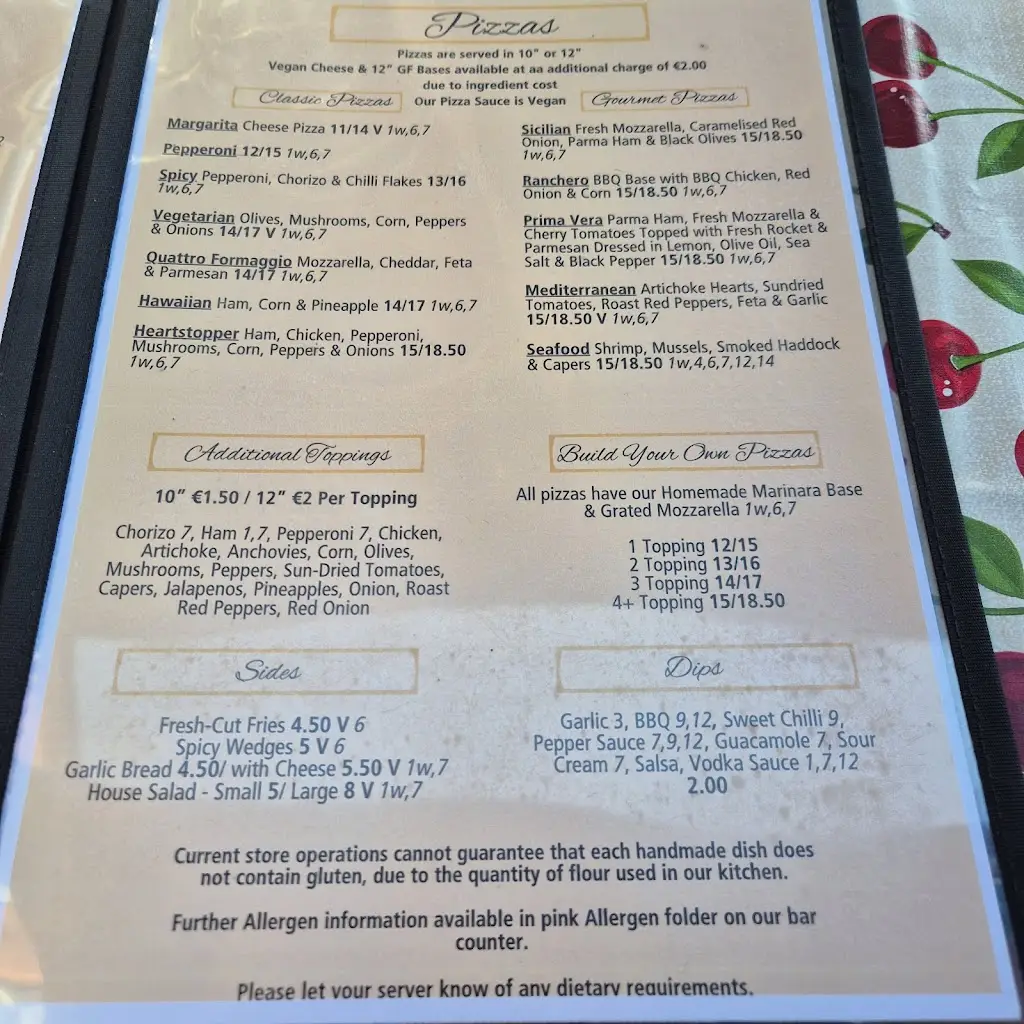 Pizzas
Pizzas are served in 10" or 12"
Vegan Cheese & 12" GF Bases available at aa additional charge of €2.00
due to ingredient cost
Our Pizza Sauce is Vegan
Classic Pizzas
Margarita Cheese Pizza 11/14 V 1w,6,7
Pepperoni 12/15 1w,6,7
Spicy Pepperoni, Chorizo & Chilli Flakes 13/16
1w,6,7
Vegetarian Olives, Mushrooms, Corn, Peppers
& Onions 14/17 V 1w,6,7
Quattro Formaggio Mozzarella, Cheddar, Feta
& Parmesan 14/17 1w,6,7
Hawaiian Ham, Corn & Pineapple 14/17 1w,6,7
Heartstopper Ham, Chicken, Pepperoni,
Mushrooms, Corn, Peppers & Onions 15/18.50
1w,6,7
Gourmet Pizzas
Sicilian Fresh Mozzarella, Caramelised Red
Onion, Parma Ham & Black Olives 15/18.50
1w,6,7
Ranchero BBQ Base with BBQ Chicken, Red
Onion & Corn 15/18.50 1w,6,7
Prima Vera Parma Ham, Fresh Mozzarella &
Cherry Tomatoes Topped with Fresh Rocket &
Parmesan Dressed in Lemon, Olive Oil, Sea
Salt & Black Pepper 15/18.50 1w,6,7
Mediterranean Artichoke Hearts, Sundried
Tomatoes, Roast Red Peppers, Feta & Garlic
15/18.50 V 1w,6,7
Seafood Shrimp, Mussels, Smoked Haddock
& Capers 15/18.50 1w,4,6,7,12,14
Additional Toppings
10" €1.50 / 12" €2 Per Topping
Chorizo 7, Ham 1,7, Pepperoni 7, Chicken,
Artichoke, Anchovies, Corn, Olives,
Mushrooms, Peppers, Sun-Dried Tomatoes,
Capers, Jalapenos, Pineapples, Onion, Roast
Red Peppers, Red Onion
Build Your Own Pizzas
All pizzas have our Homemade Marinara Base
& Grated Mozzarella 1w,6,7
1 Topping 12/15
2 Topping 13/16
3 Topping 14/17
4+ Topping 15/18.50
Sides
Fresh-Cut Fries 4.50 V 6
Spicy Wedges 5 V 6
Garlic Bread 4.50/ with Cheese 5.50 V 1w,7
House Salad - Small 5/ Large 8 V 1w,7
Dips
Garlic 3, BBQ 9,12, Sweet Chilli 9,
Pepper Sauce 7,9,12, Guacamole 7, Sour
Cream 7, Salsa, Vodka Sauce 1,7,12
2.00
Current store operations cannot guarantee that each handmade dish does
not contain gluten, due to the quantity of flour used in our kitchen.
Further Allergen information available in pink Allergen folder on our bar
counter.
Please let your server know of any dietary requirements.